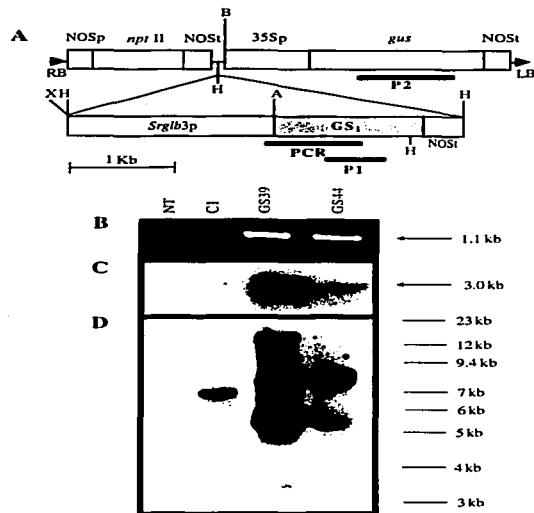 A
B
NOSp npt II NOSt 35Sp gus NOSt
RB H P2 LB
XH A H
Srglb3p GS1 NOSt
H
PCR
1 Kb P1
NT C1 GS39 GS44
B 1.1 kb
C 3.0 kb
D 23 kb
12 kb
9.4 kb
7 kb
6 kb
5 kb
4 kb
3 kb